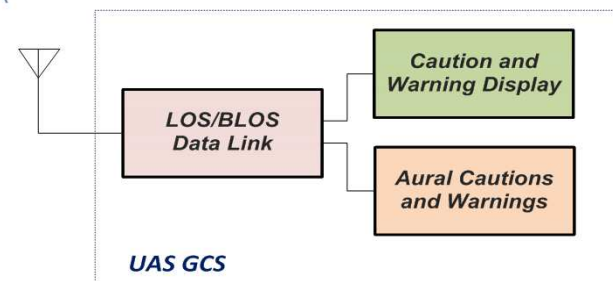 Caution and
Warning Display
LOS/BLOS
Data Link
Aural Cautions
and Warnings
UAS GCS